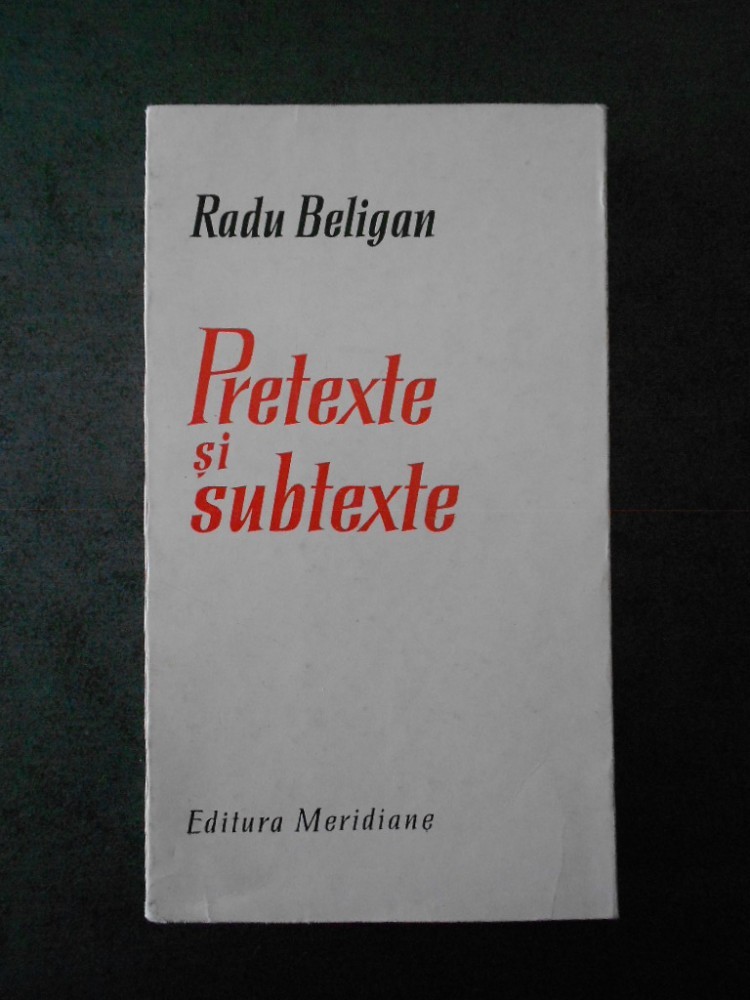 Radu Beligan
Pretexte
și
subtexte
Editura Meridiane